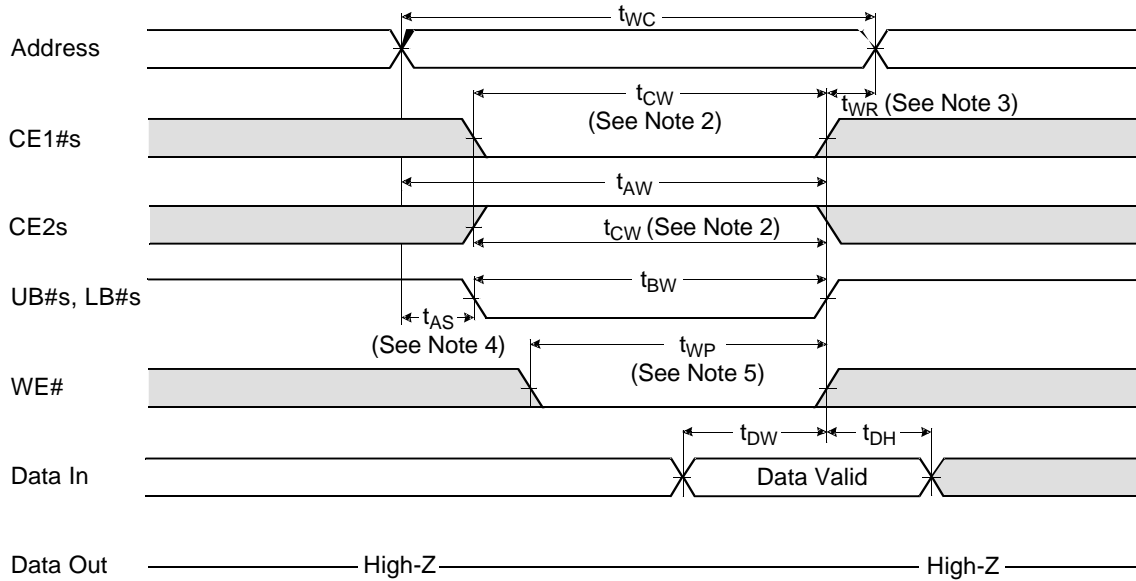 tWC
Address
tCW
(See Note 2)
tWR (See Note 3)
CE1#s
tAW
CE2s
tCW (See Note 2)
UB#s, LB#s
tBW
tAS
(See Note 4)
tWP
(See Note 5)
WE#
tDW
tDH
Data In
Data Valid
Data Out
High-Z
High-Z